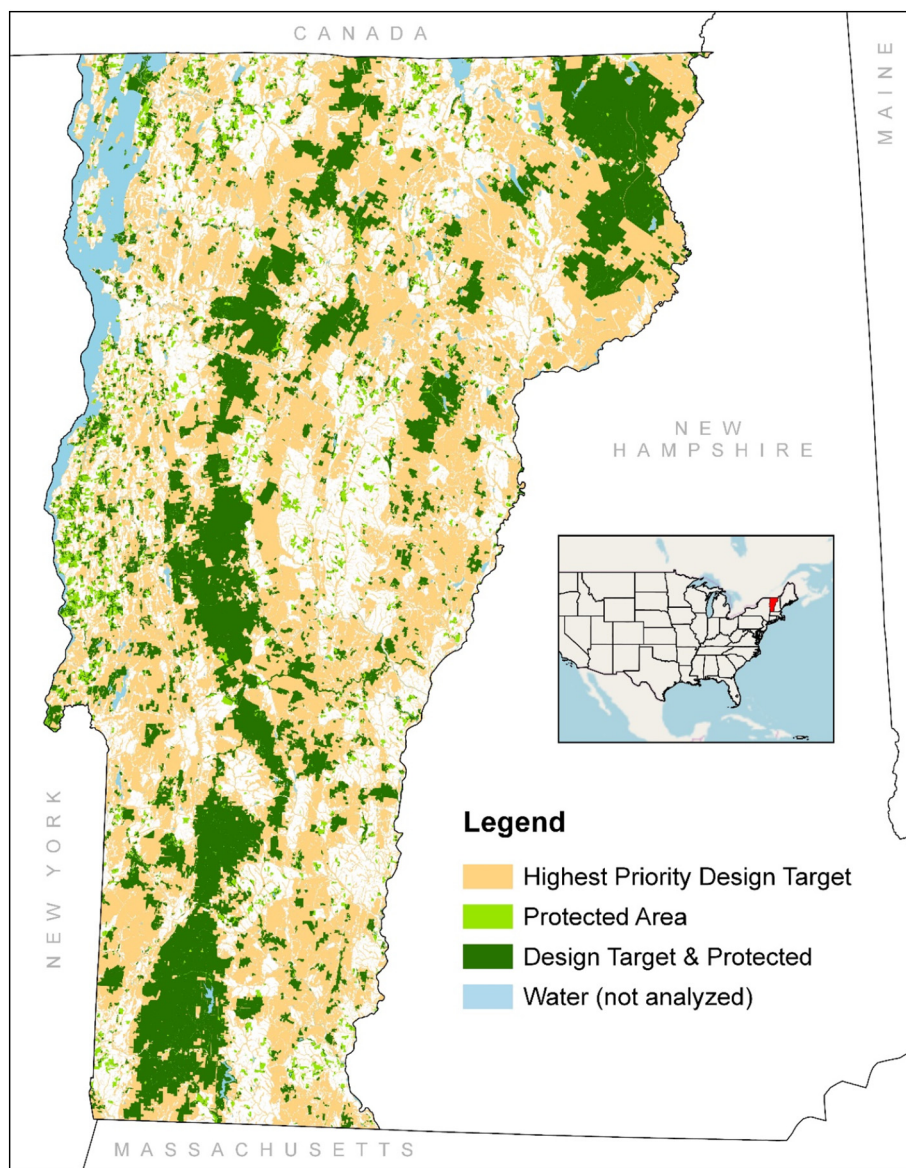 CANADA
MAINE
NEW
HAMPSHIRE
NEW YORK
Legend
Highest Priority Design Target
Protected Area
Design Target & Protected
Water (not analyzed)
MASSACHUSETTS